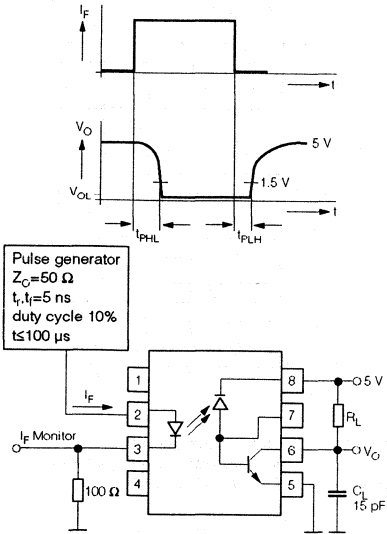 I_F
t
V_O
5 V
1.5 V
V_OL
t
t_PHL
t_PLH
Pulse generator
Z_O=50 Ω
t_r,t_f=5 ns
duty cycle 10%
t≤100 µs
1
8
5 V
I_F
2
7
R_L
I_F Monitor
3
6
V_O
100 Ω
4
5
C_L
15 pF